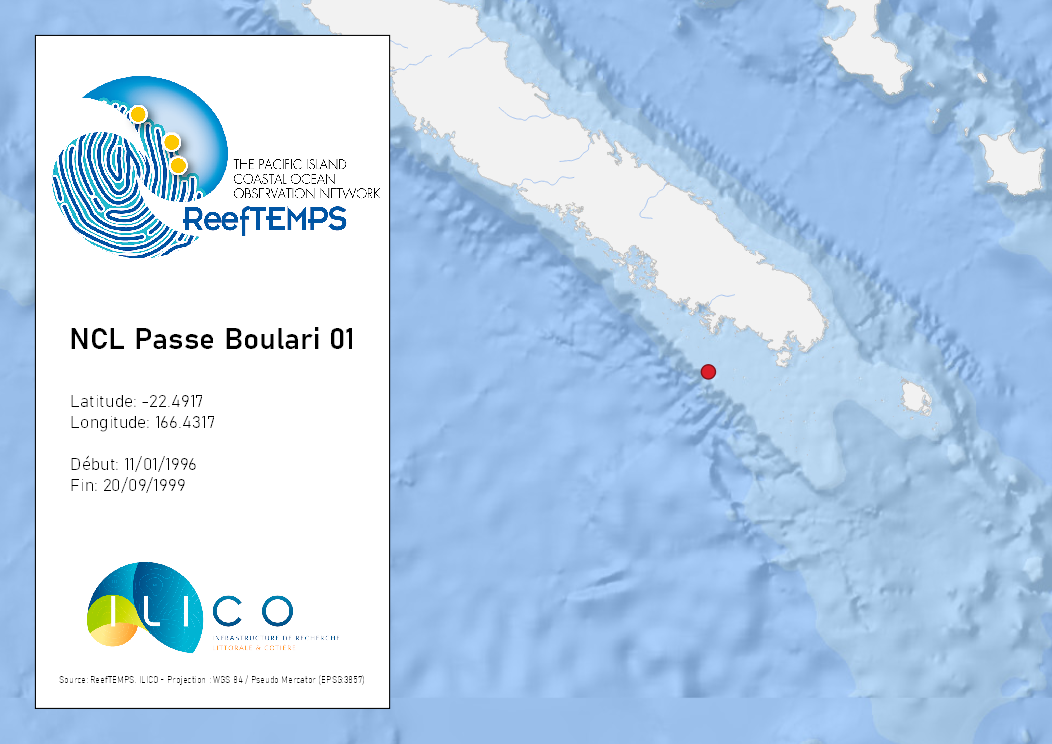 THE PACIFIC ISLAND
COASTAL OCEAN
OBSERVATION NETWORK
ReefTEMPS
NCL Passe Boulari 01
Latitude: -22.4917
Longitude: 166.4317
Début: 11/01/1996
Fin: 20/09/1999
ILICO
INFRASTRUCTURE DE RECHERCHE
LITTORALE & CÔTIÈRE
Source: ReefTEMPS, ILICO - Projection : WGS 84 / Pseudo Mercator (EPSG:3857)